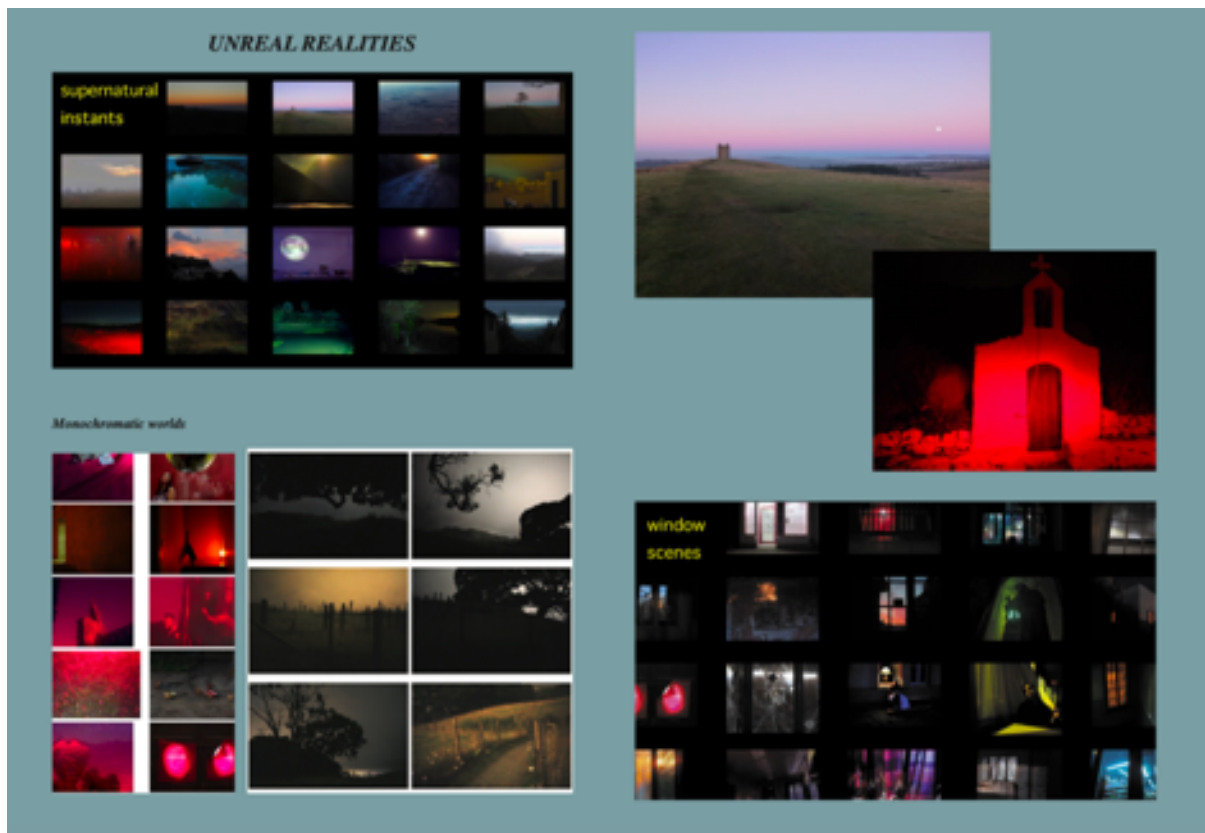 UNREAL REALITIES
supernatural
instants
Monochromatic worlds
window
scenes